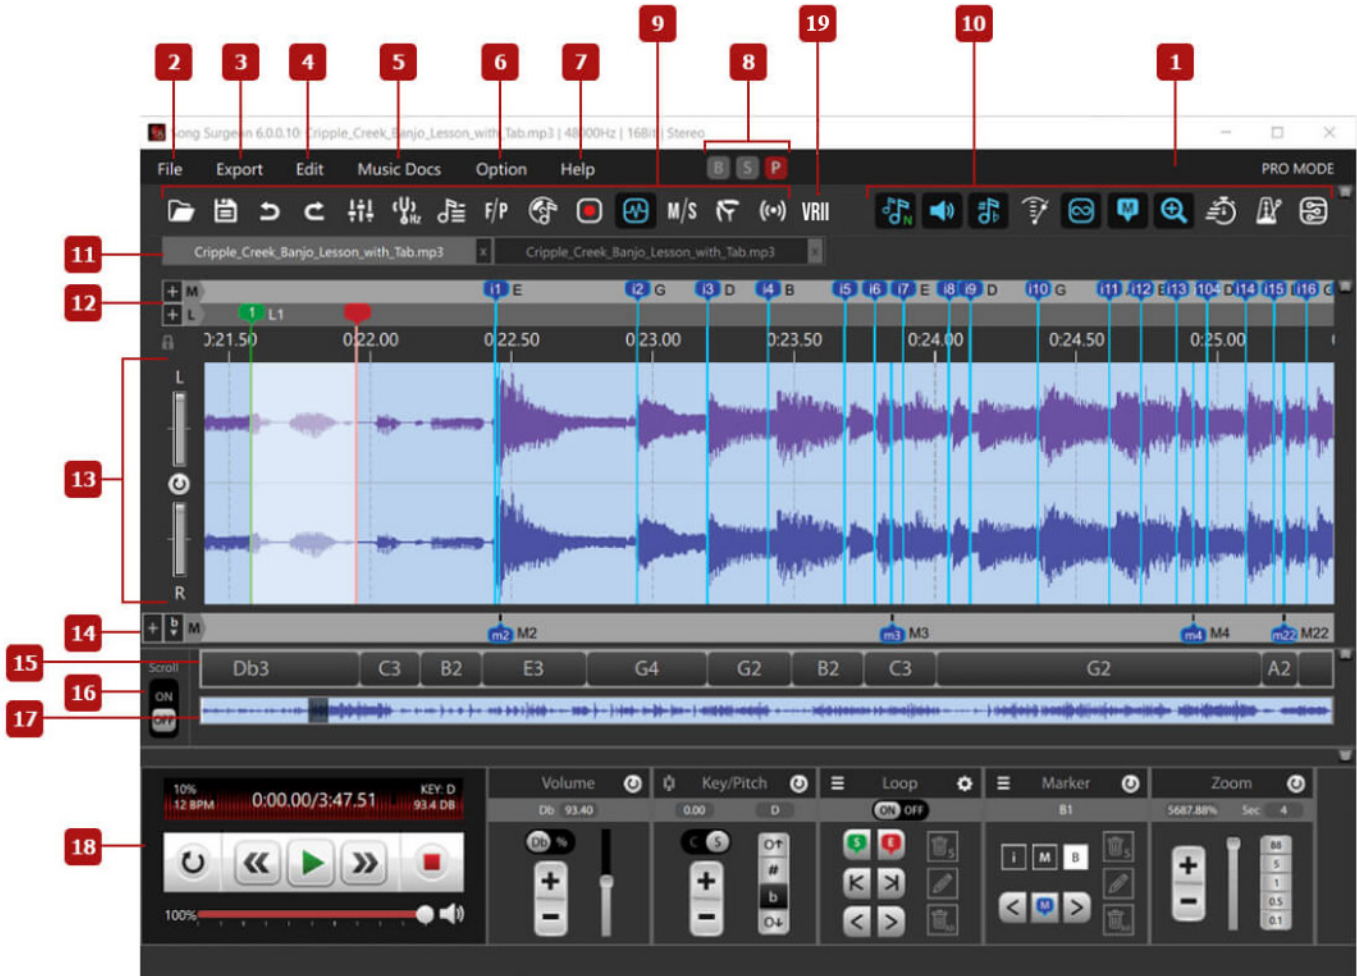 9 19 10
2 3 4 5 6 7 8 1
Song Surgeon 6.0.0.10: Cripple_Creek_Banjo_Lesson_with_Tab.mp3 | 48000Hz | 16Bit | Stereo
File Export Edit Music Docs Option Help B S P PRO MODE
Hz F/P M/S VRII N
11 Cripple_Creek_Banjo_Lesson_with_Tab.mp3 x Cripple_Creek_Banjo_Lesson_with_Tab.mp3 x
12 + M i1 E i2 G i3 D i4 B i5 i6 i7 E i8 i9 D i10 G i11 i12 i13 104 D i14 i15 i16
+ L 1 L1
0:21.50 0:22.00 0:22.50 0:23.00 0:23.50 0:24.00 0:24.50 0:25.00
L
13
R
14 + b M m2 M2 m3 M3 m4 M4 m22 M22
15 Scroll Db3 C3 B2 E3 G4 G2 B2 C3 G2 A2
16 ON
17 OFF
10% KEY: D
12 BPM 0:00.00/3:47.51 93.4 DB
18
100%
Volume
Db 93.40
Db %
+
−
Key/Pitch
0.00 D
C S O↑
+ #
− b
O↓
Loop
ON OFF
S E S
< >
Marker
B1
i M B S
< M >
Zoom
5687.88% Sec 4
+ 88
5
− 1
0.5
0.1